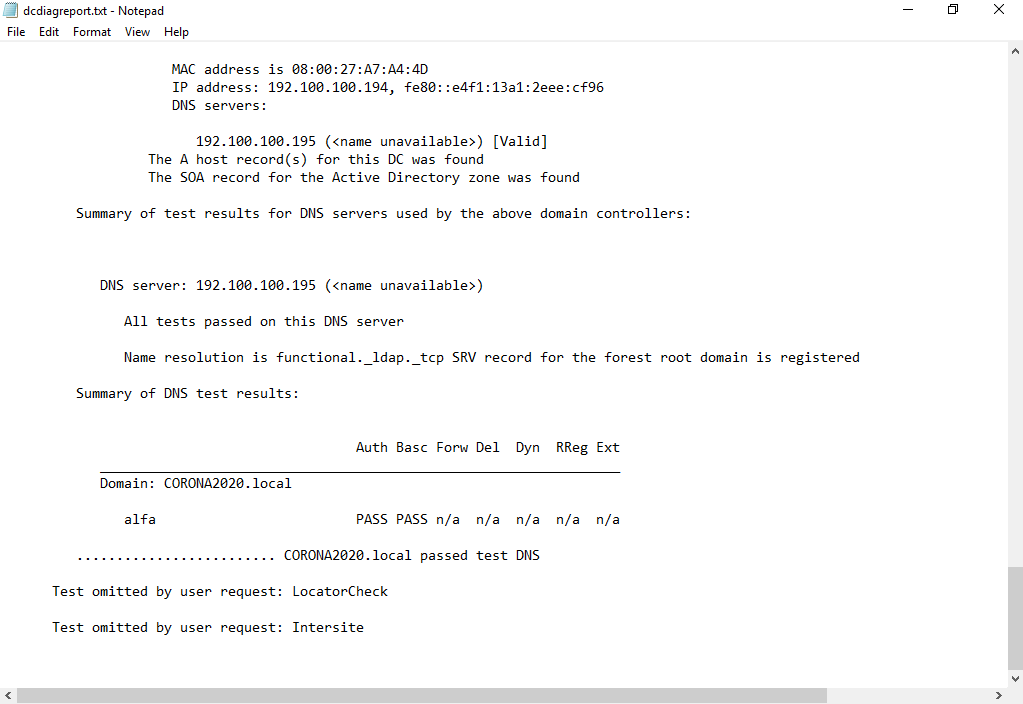 dcdiagreport.txt - Notepad
File Edit Format View Help
MAC address is 08:00:27:A7:A4:4D
IP address: 192.100.100.194, fe80::e4f1:13a1:2eee:cf96
DNS servers:
192.100.100.195 (<name unavailable>) [Valid]
The A host record(s) for this DC was found
The SOA record for the Active Directory zone was found
Summary of test results for DNS servers used by the above domain controllers:
DNS server: 192.100.100.195 (<name unavailable>)
All tests passed on this DNS server
Name resolution is functional._ldap._tcp SRV record for the forest root domain is registered
Summary of DNS test results:
Auth Basc Forw Del Dyn RReg Ext
_________________________________________________________________
Domain: CORONA2020.local
alfa PASS PASS n/a n/a n/a n/a n/a
......................... CORONA2020.local passed test DNS
Test omitted by user request: LocatorCheck
Test omitted by user request: Intersite